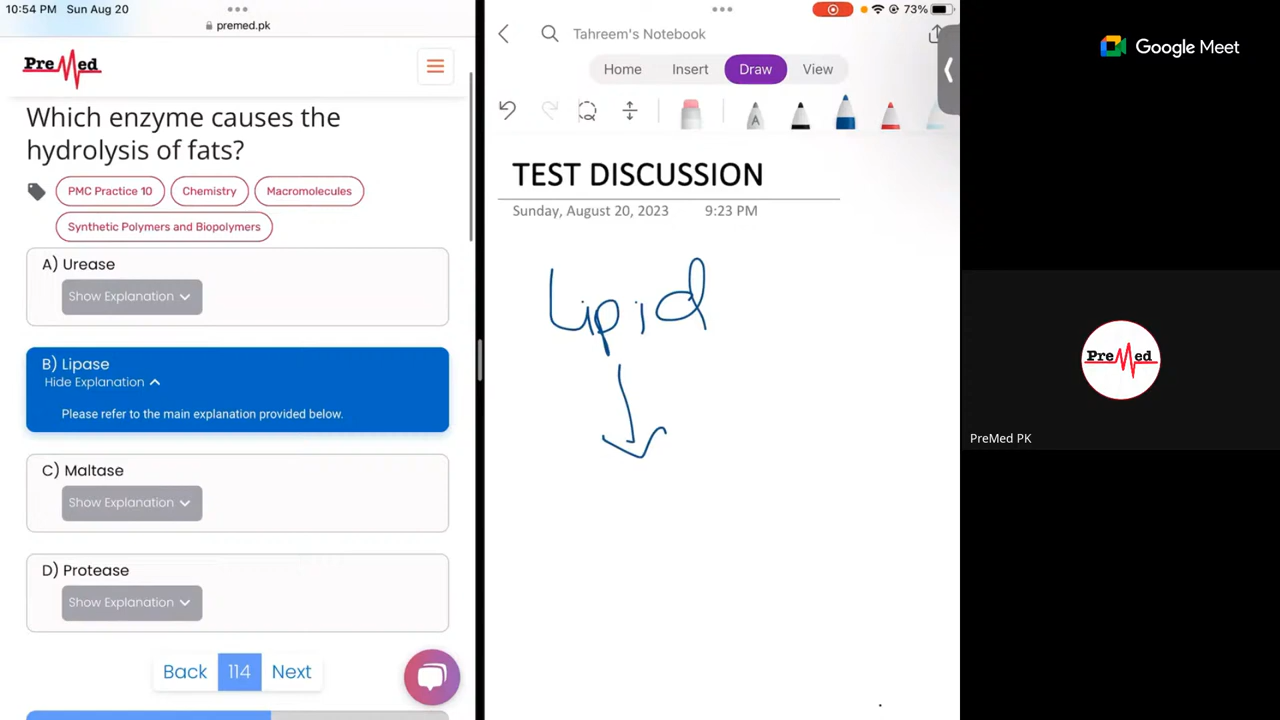 10:54 PM Sun Aug 20
premed.pk
PreMed
Which enzyme causes the
hydrolysis of fats?
PMC Practice 10
Chemistry
Macromolecules
Synthetic Polymers and Biopolymers
A) Urease
Show Explanation
B) Lipase
Hide Explanation
Please refer to the main explanation provided below.
C) Maltase
Show Explanation
D) Protease
Show Explanation
Back 114 Next
73%
Tahreem's Notebook
Home Insert Draw View
A
TEST DISCUSSION
Sunday, August 20, 2023 9:23 PM
Lipid
Google Meet
PreMed
PreMed PK